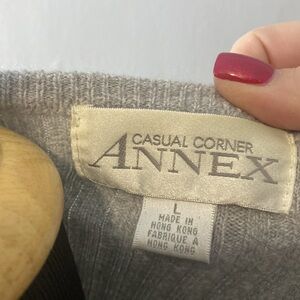 CASUAL CORNER
ANNEX
L
MADE IN
HONG KONG
FABRIQUE A
HONG KONG